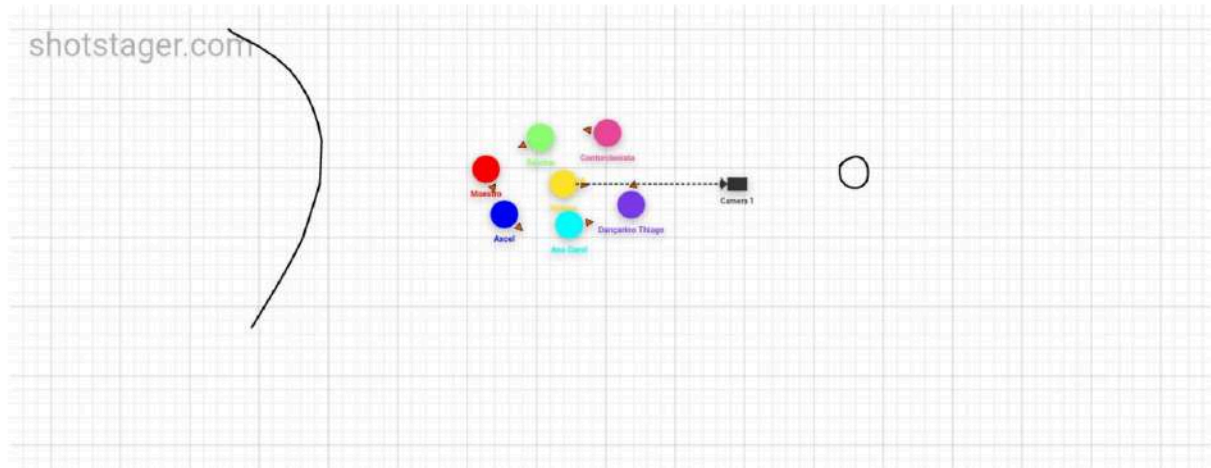 shotstager.com
Contorcionista
Maestro
Camera 1
Dançarino Thiago
Axcel
Ana Carol